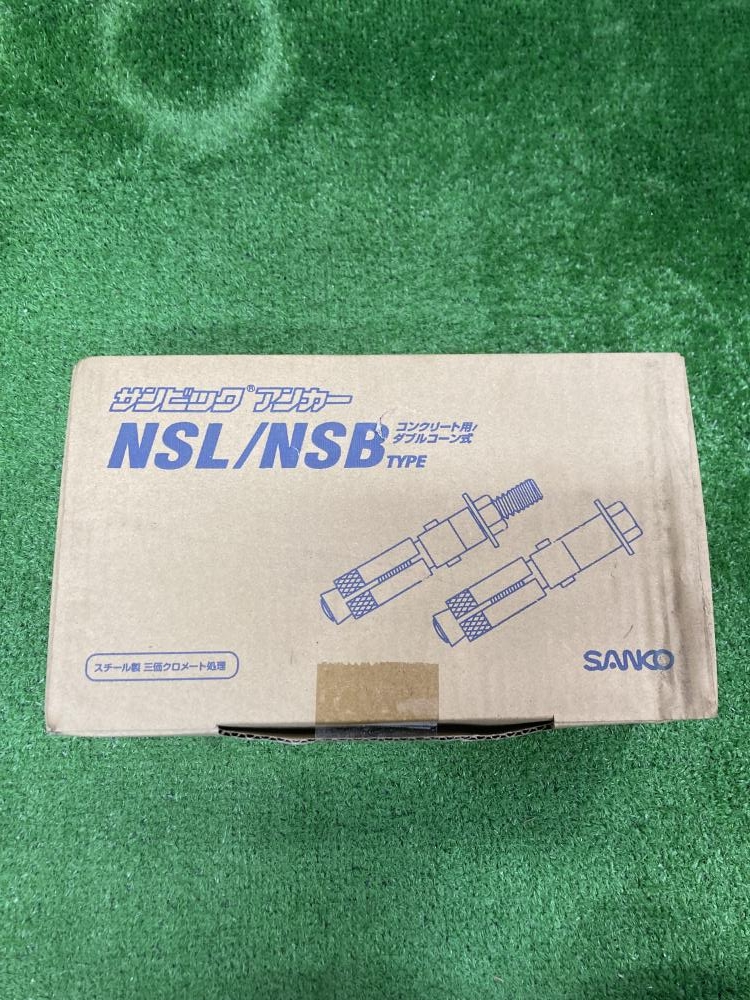 サンビック®アンカー
NSL/NSB TYPE
コンクリート用/
ダブルコーン式
スチール製 三価クロメート処理
SANKO